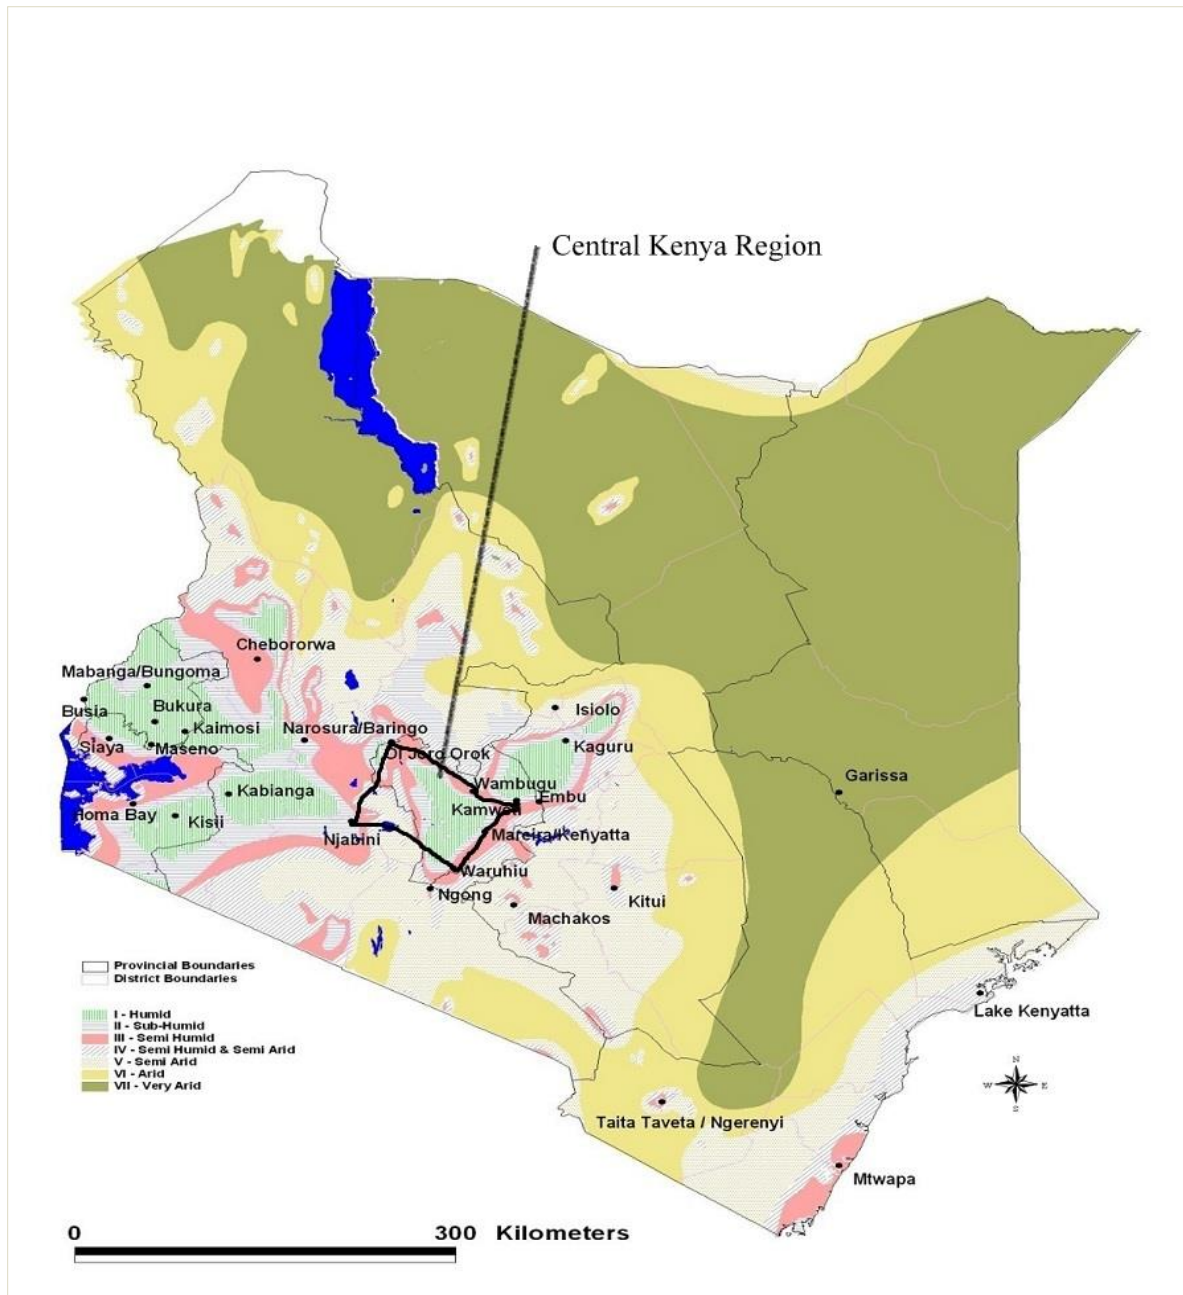 Central Kenya Region
Chebororwa
Mabanga/Bungoma
Busia
Bukura
Kaimosi
Siaya
Maseno
Narosura/Baringo
Ol Joro Orok
Isiolo
Kaguru
Wambugu
Embu
Kamweti
Mareira/Kenyatta
Kabianga
Homa Bay
Kisii
Njabini
Waruhiu
Ngong
Machakos
Kitui
Garissa
Lake Kenyatta
Taita Taveta / Ngerenyi
Mtwapa
Provincial Boundaries
District Boundaries
I - Humid
II - Sub-Humid
III - Semi Humid
IV - Semi Humid & Semi Arid
V - Semi Arid
VI - Arid
VII - Very Arid
N
W E
S
0 300 Kilometers